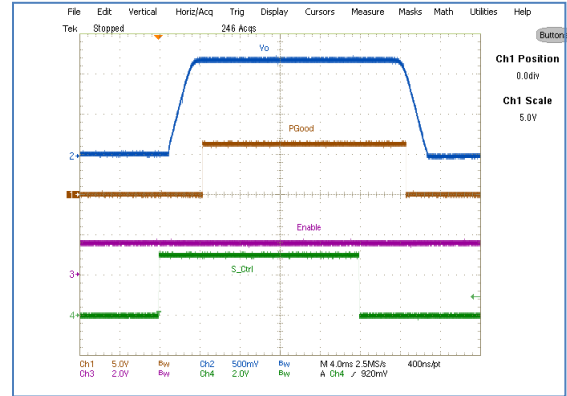 File Edit Vertical Horiz/Acq Trig Display Cursors Measure Masks Math Utilities Help
Tek Stopped 246 Acqs
Button
Yo
Ch1 Position
0.0div
Ch1 Scale
5.0V
PGood
2
1
Enable
S_Ctrl
3
4
Ch1 5.0V Bw Ch2 500mV Bw M 4.0ms 2.5MS/s 400ns/pt
Ch3 2.0V Bw Ch4 2.0V Bw A Ch4 ⌿ 920mV